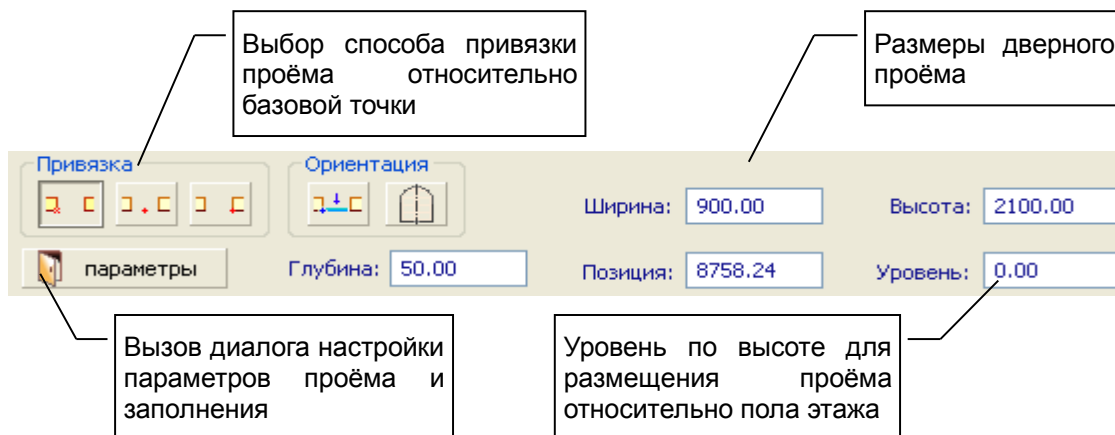 Выбор способа привязки
проёма относительно
базовой точки
Размеры дверного
проёма
Привязка
Ориентация
Ширина: 900.00
Высота: 2100.00
параметры
Глубина: 50.00
Позиция: 8758.24
Уровень: 0.00
Вызов диалога настройки
параметров проёма и
заполнения
Уровень по высоте для
размещения проёма
относительно пола этажа